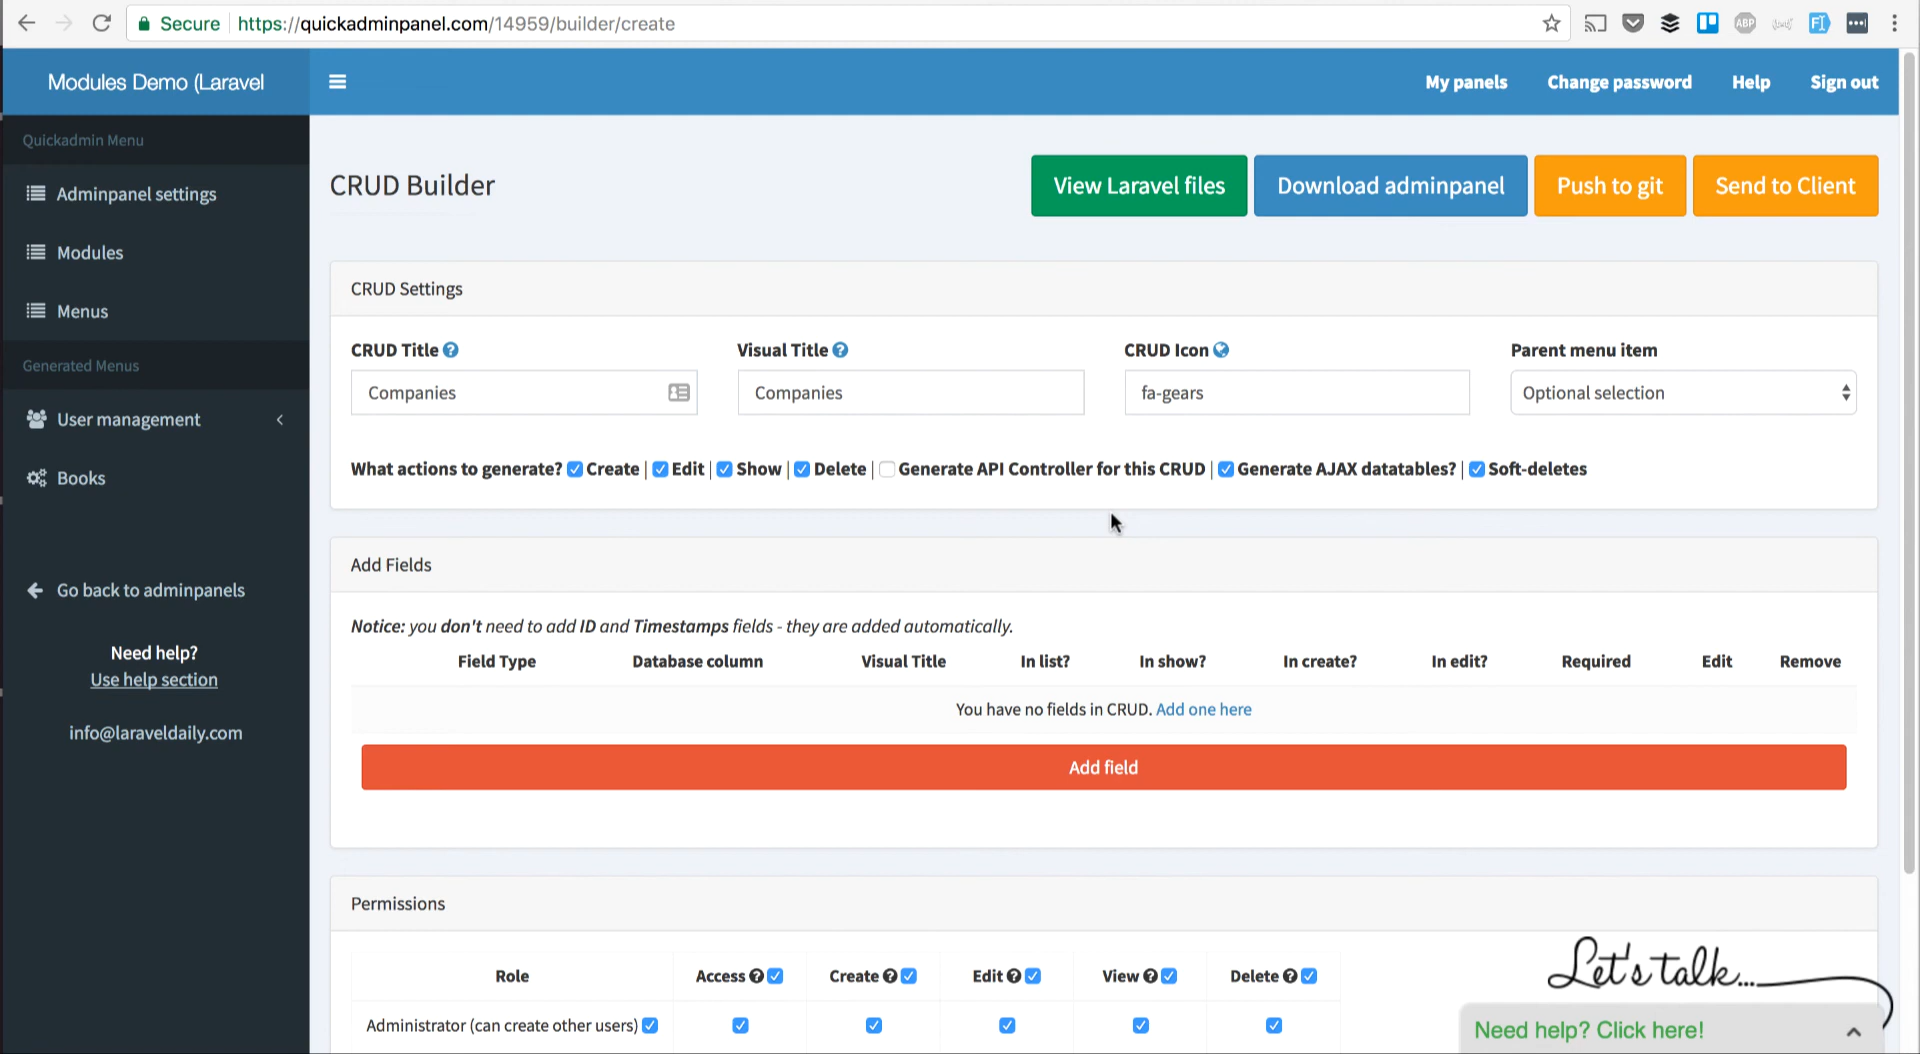 Secure https://quickadminpanel.com/14959/builder/create
ABP
Modules Demo (Laravel
My panels Change password Help Sign out
Quickadmin Menu
Adminpanel settings
Modules
Menus
Generated Menus
User management
Books
Go back to adminpanels
Need help?
Use help section
info@laraveldaily.com
CRUD Builder
View Laravel files Download adminpanel Push to git Send to Client
CRUD Settings
CRUD Title Visual Title CRUD Icon Parent menu item
Companies Companies fa-gears Optional selection
What actions to generate? Create | Edit | Show | Delete | Generate API Controller for this CRUD | Generate AJAX datatables? | Soft-deletes
Add Fields
Notice: you don't need to add ID and Timestamps fields - they are added automatically.
Field Type Database column Visual Title In list? In show? In create? In edit? Required Edit Remove
You have no fields in CRUD. Add one here
Add field
Permissions
Role Access Create Edit View Delete
Administrator (can create other users)
Let's talk...
Need help? Click here!